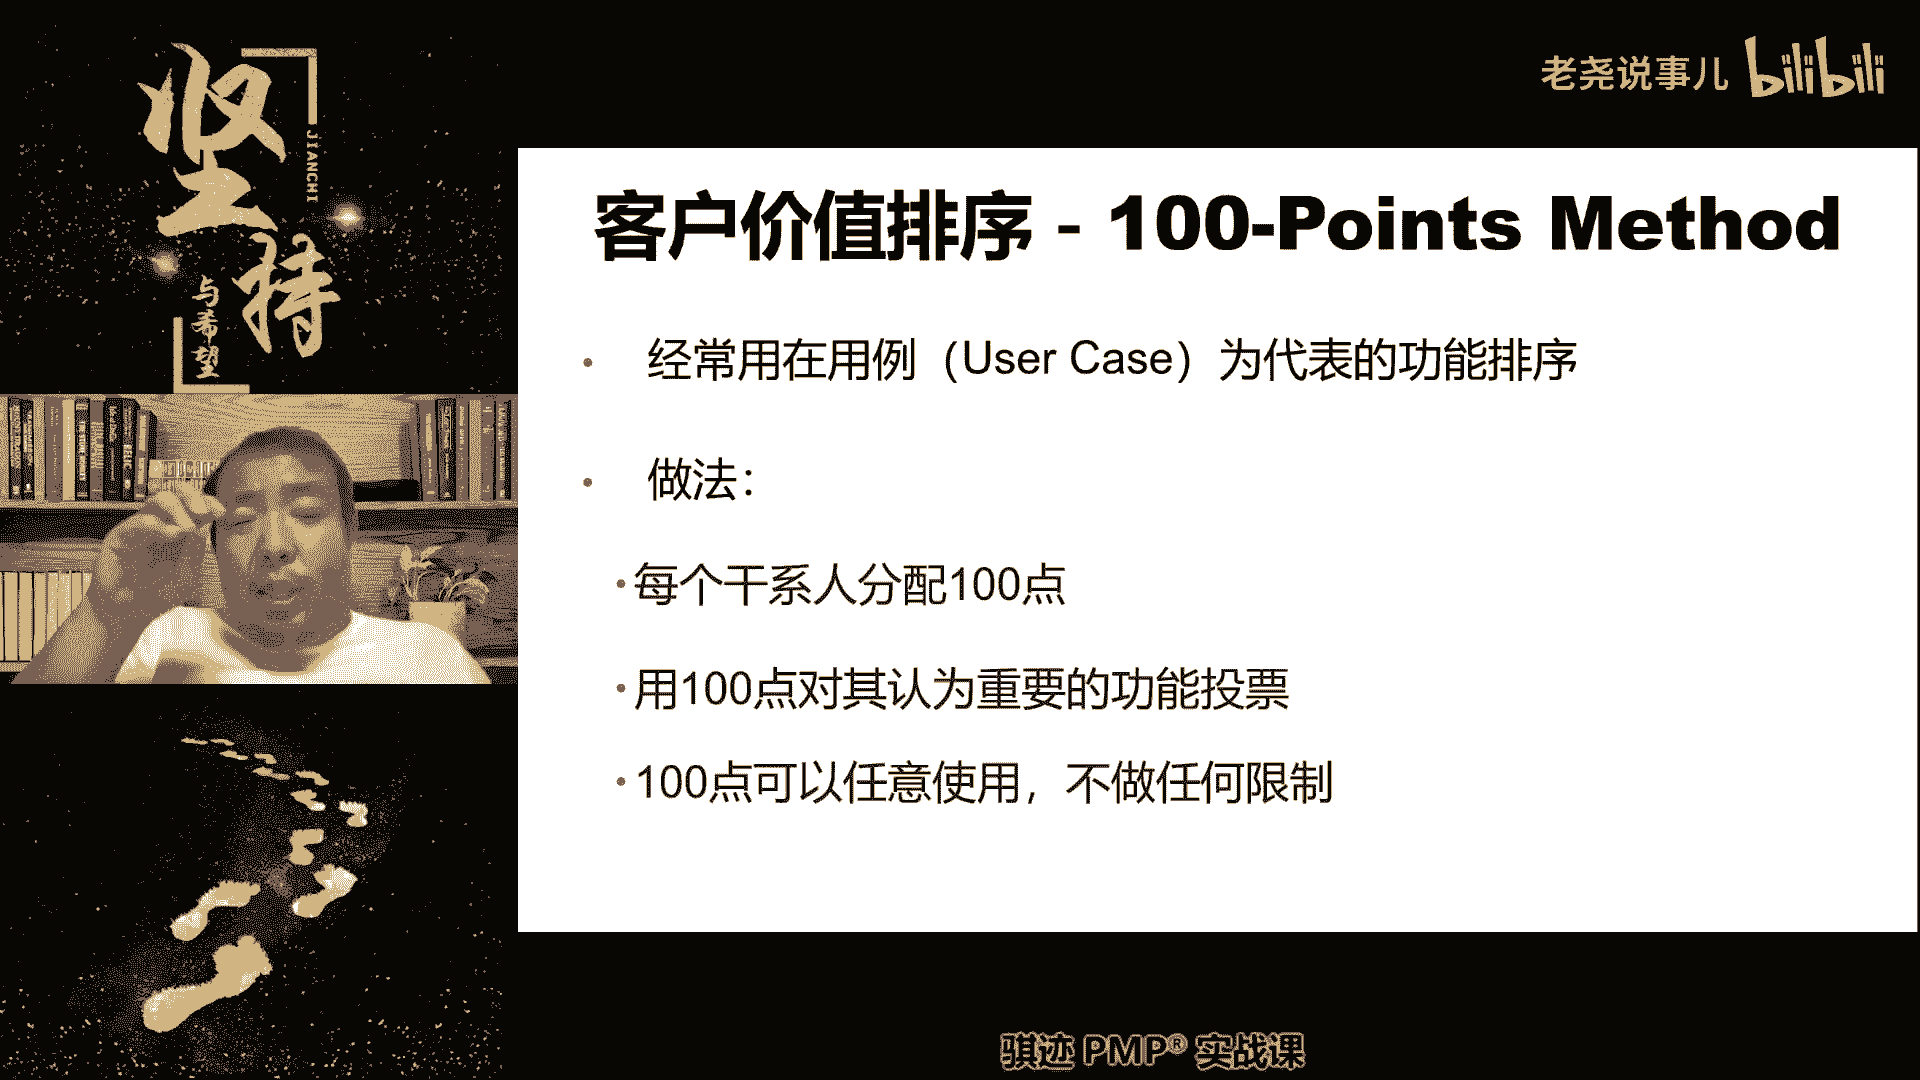 坚持
JIANCHI
与希望
老尧说事儿 bilibili
客户价值排序 - 100-Points Method
• 经常用在用例（User Case）为代表的功能排序
• 做法：
•每个干系人分配100点
•用100点对其认为重要的功能投票
•100点可以任意使用，不做任何限制
骐迹 PMP® 实战课